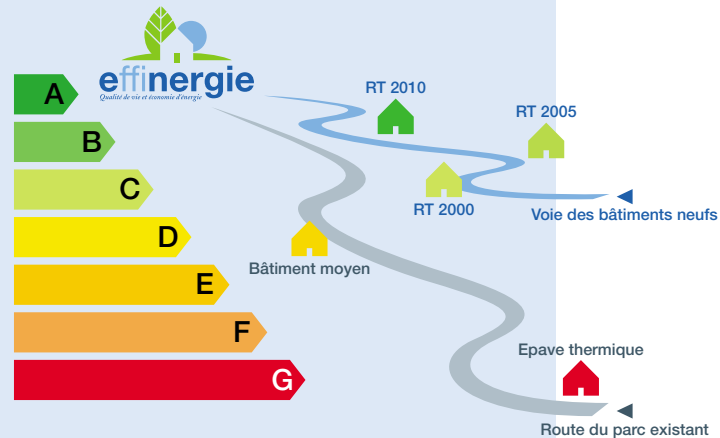 effinergie
Qualité de vie et économie d'énergie
A
B
C
D
E
F
G
RT 2010
RT 2005
RT 2000
Voie des bâtiments neufs
Bâtiment moyen
Epave thermique
Route du parc existant